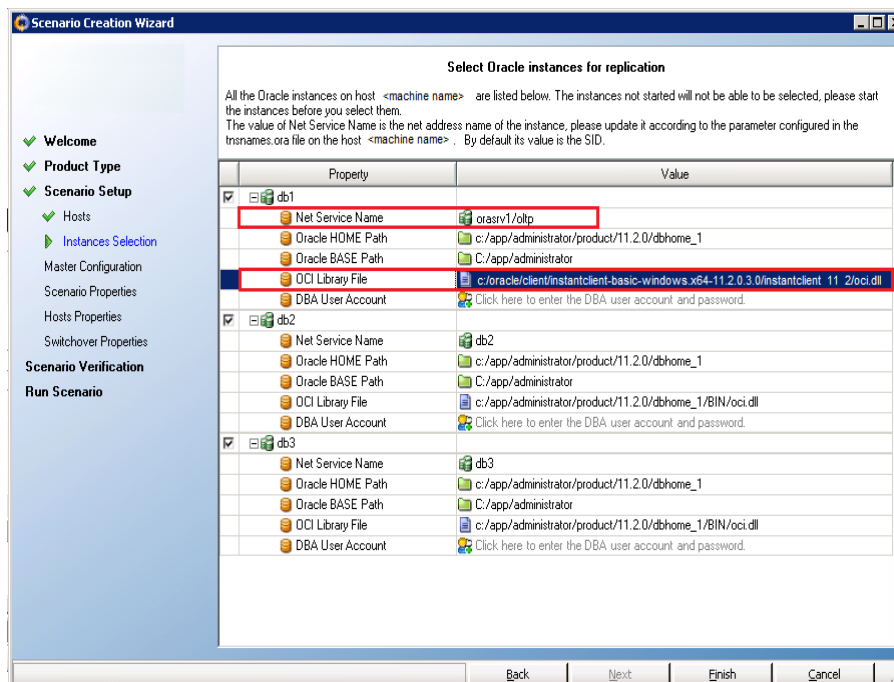 Scenario Creation Wizard
Welcome
Product Type
Scenario Setup
Hosts
Instances Selection
Master Configuration
Scenario Properties
Hosts Properties
Switchover Properties
Scenario Verification
Run Scenario
Select Oracle instances for replication
All the Oracle instances on host <machine name> are listed below. The instances not started will not be able to be selected, please start
the instances before you select them.
The value of Net Service Name is the net address name of the instance, please update it according to the parameter configured in the
tnsnames.ora file on the host <machine name> . By default its value is the SID.
Property Value
db1
Net Service Name orasrv1/oltp
Oracle HOME Path c:/app/administrator/product/11.2.0/dbhome_1
Oracle BASE Path C:/app/administrator
OCI Library File c:/oracle/client/instantclient-basic-windows.x64-11.2.0.3.0/instantclient_11_2/oci.dll
DBA User Account Click here to enter the DBA user account and password.
db2
Net Service Name db2
Oracle HOME Path c:/app/administrator/product/11.2.0/dbhome_1
Oracle BASE Path C:/app/administrator
OCI Library File c:/app/administrator/product/11.2.0/dbhome_1/BIN/oci.dll
DBA User Account Click here to enter the DBA user account and password.
db3
Net Service Name db3
Oracle HOME Path c:/app/administrator/product/11.2.0/dbhome_1
Oracle BASE Path C:/app/administrator
OCI Library File c:/app/administrator/product/11.2.0/dbhome_1/BIN/oci.dll
DBA User Account Click here to enter the DBA user account and password.
Back Next Finish Cancel